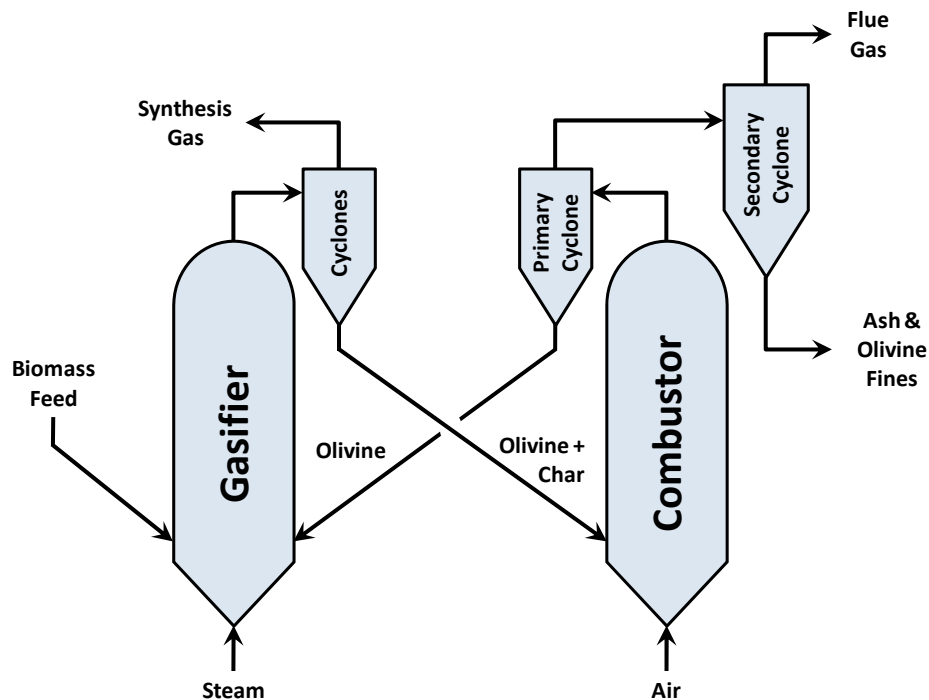 Flue
Gas
Synthesis
Gas
Secondary
Cyclone
Cyclones
Primary
Cyclone
Biomass
Feed
Gasifier
Olivine
Olivine +
Char
Combustor
Ash &
Olivine
Fines
Steam
Air